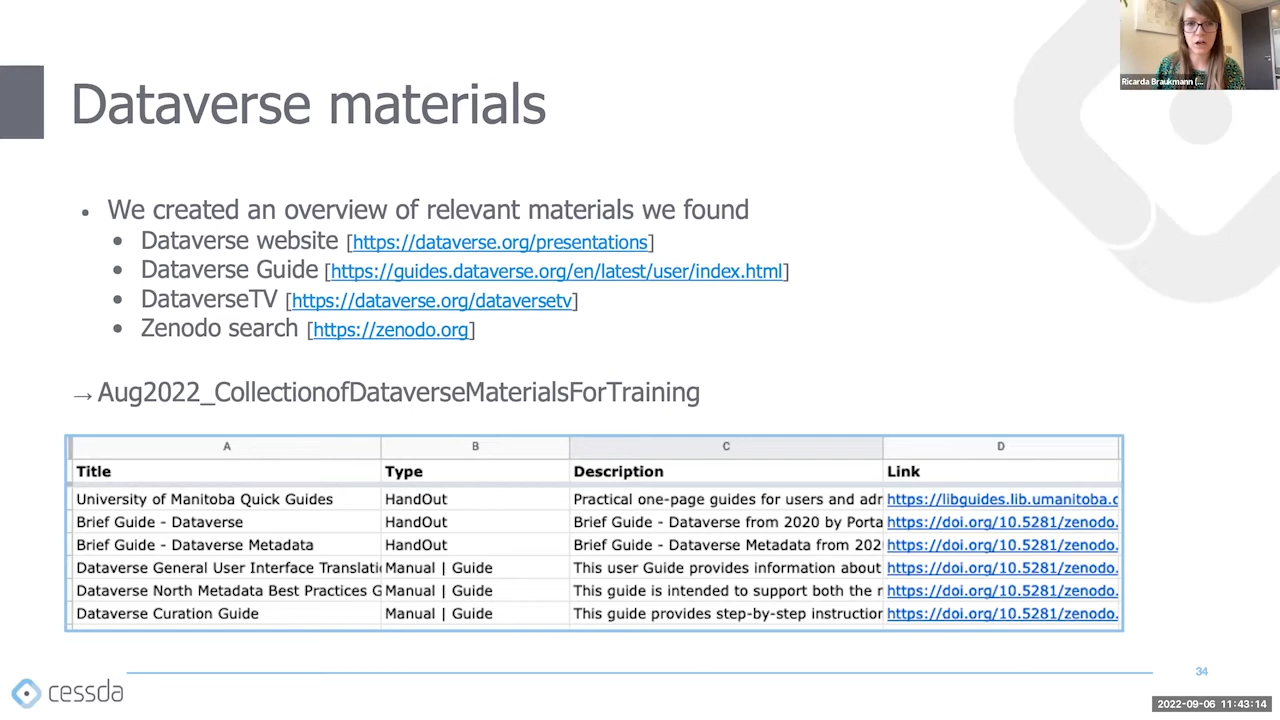 Ricarda Braukmann (...
Dataverse materials
• We created an overview of relevant materials we found
• Dataverse website [https://dataverse.org/presentations]
• Dataverse Guide [https://guides.dataverse.org/en/latest/user/index.html]
• DataverseTV [https://dataverse.org/dataversetv]
• Zenodo search [https://zenodo.org]
→Aug2022_CollectionofDataverseMaterialsForTraining
A B C D
Title Type Description Link
University of Manitoba Quick Guides HandOut Practical one-page guides for users and adr https://libguides.lib.umanitoba.c
Brief Guide - Dataverse HandOut Brief Guide - Dataverse from 2020 by Porta https://doi.org/10.5281/zenodo.
Brief Guide - Dataverse Metadata HandOut Brief Guide - Dataverse Metadata from 202 https://doi.org/10.5281/zenodo.
Dataverse General User Interface Translatic Manual | Guide This user Guide provides information about https://doi.org/10.5281/zenodo.
Dataverse North Metadata Best Practices G Manual | Guide This guide is intended to support both the r https://doi.org/10.5281/zenodo.
Dataverse Curation Guide Manual | Guide This guide provides step-by-step instruction https://doi.org/10.5281/zenodo.
34
cessda
2022-09-06 11:43:14